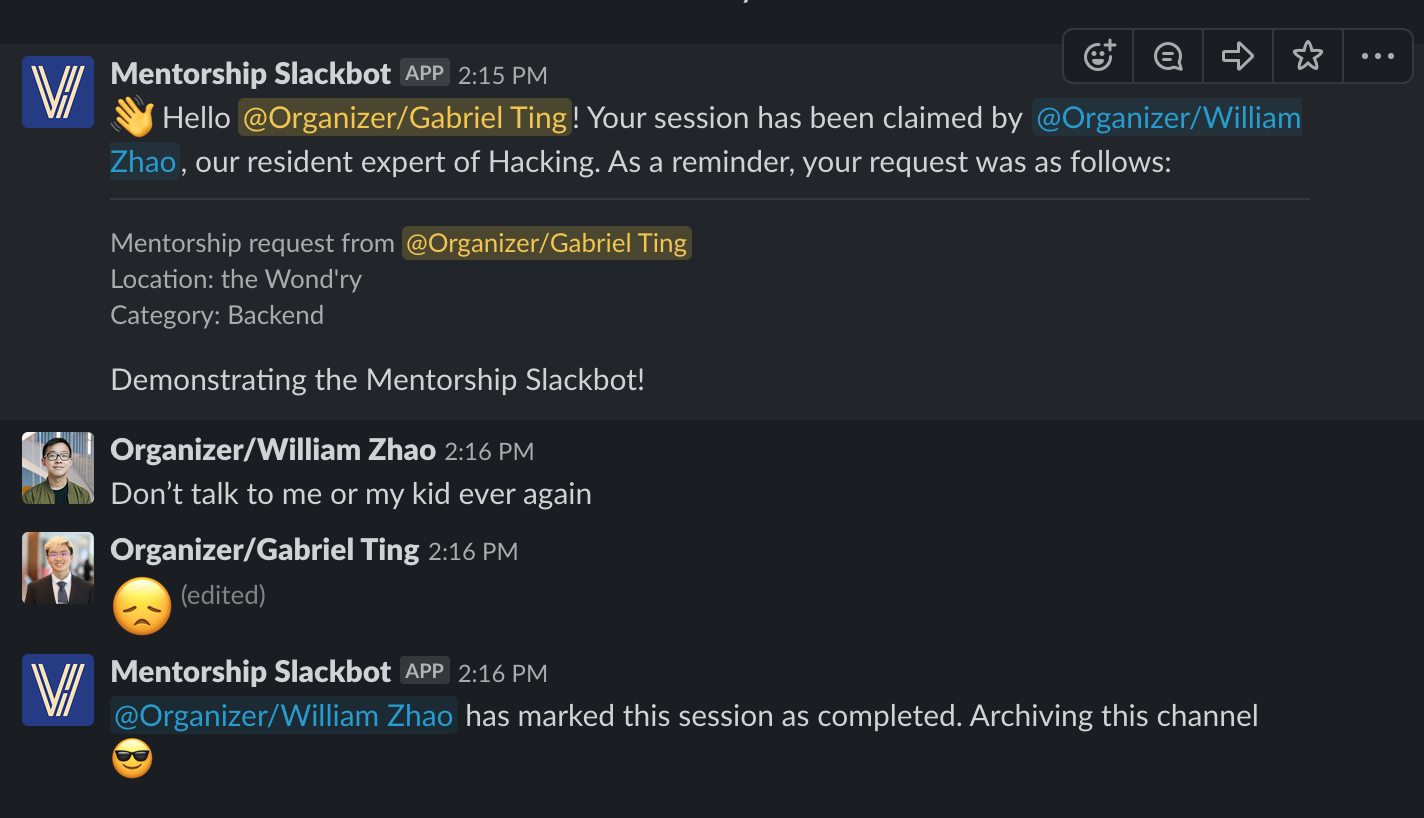 Mentorship Slackbot APP 2:15 PM
👋 Hello @Organizer/Gabriel Ting! Your session has been claimed by @Organizer/William
Zhao, our resident expert of Hacking. As a reminder, your request was as follows:
Mentorship request from @Organizer/Gabriel Ting
Location: the Wond'ry
Category: Backend
Demonstrating the Mentorship Slackbot!
Organizer/William Zhao 2:16 PM
Don’t talk to me or my kid ever again
Organizer/Gabriel Ting 2:16 PM
😞 (edited)
Mentorship Slackbot APP 2:16 PM
@Organizer/William Zhao has marked this session as completed. Archiving this channel
😎